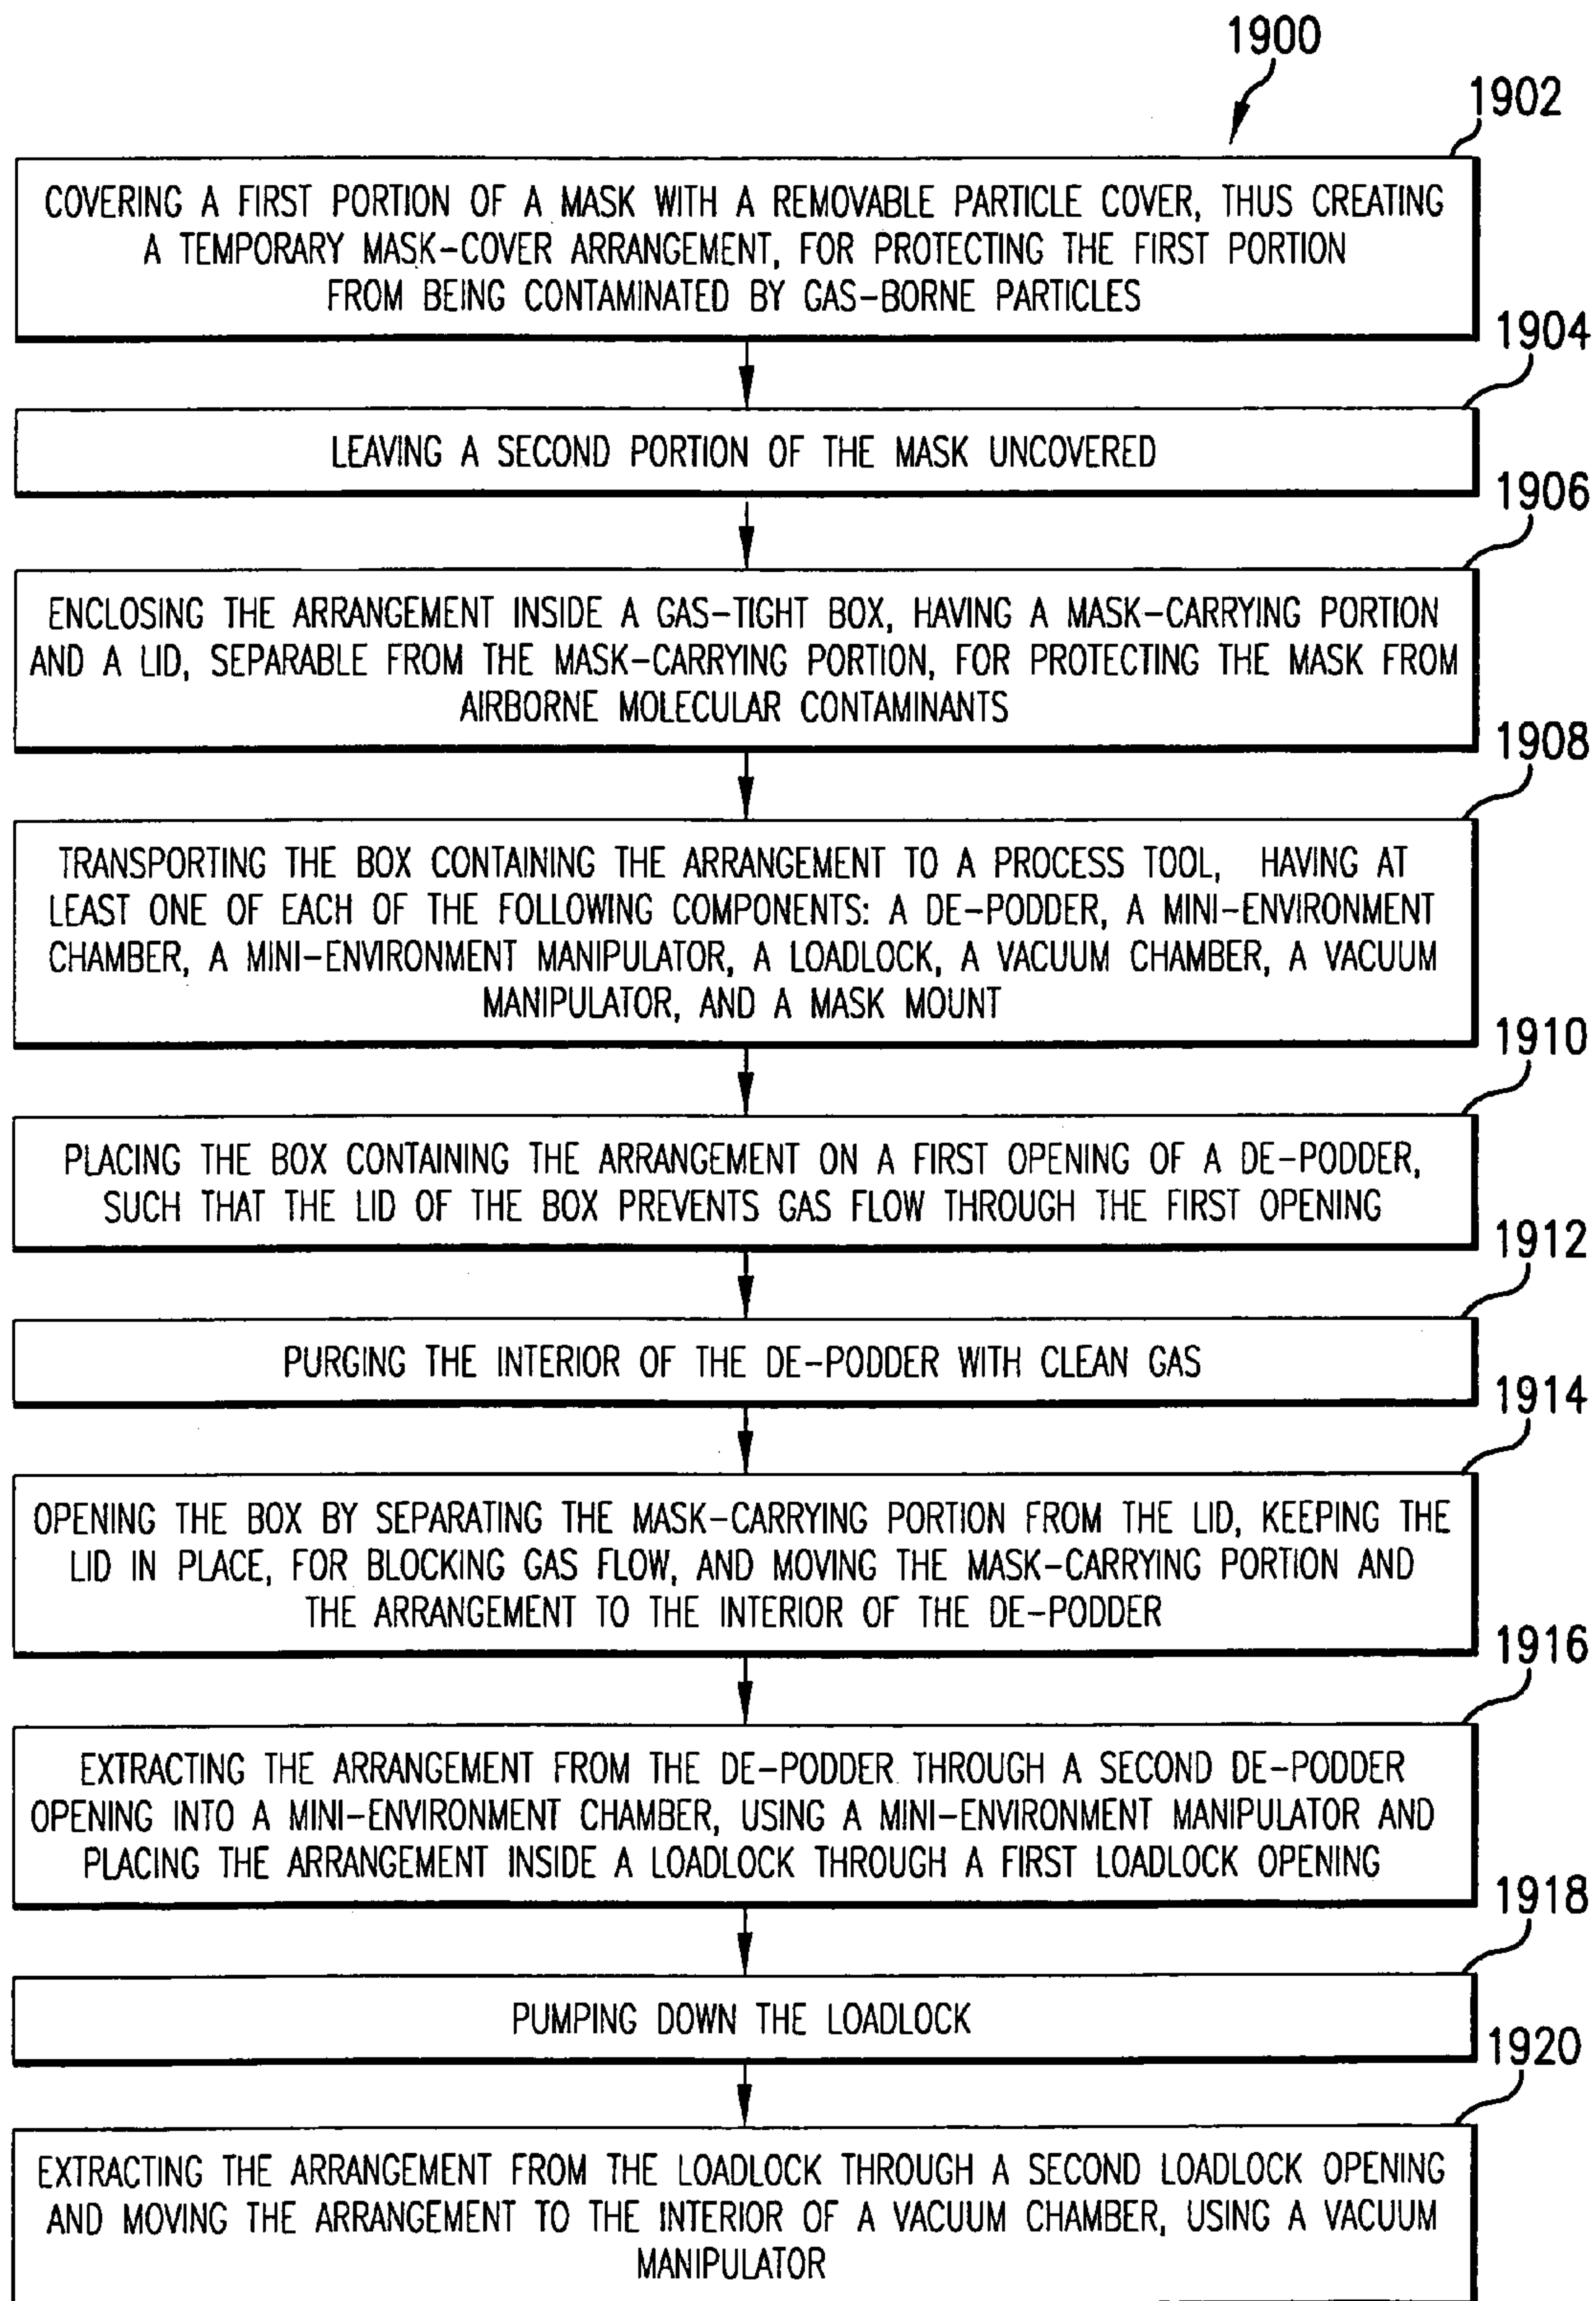 1900
1902
COVERING A FIRST PORTION OF A MASK WITH A REMOVABLE PARTICLE COVER, THUS CREATING
A TEMPORARY MASK-COVER ARRANGEMENT, FOR PROTECTING THE FIRST PORTION
FROM BEING CONTAMINATED BY GAS-BORNE PARTICLES
1904
LEAVING A SECOND PORTION OF THE MASK UNCOVERED
1906
ENCLOSING THE ARRANGEMENT INSIDE A GAS-TIGHT BOX, HAVING A MASK-CARRYING PORTION
AND A LID, SEPARABLE FROM THE MASK-CARRYING PORTION, FOR PROTECTING THE MASK FROM
AIRBORNE MOLECULAR CONTAMINANTS
1908
TRANSPORTING THE BOX CONTAINING THE ARRANGEMENT TO A PROCESS TOOL, HAVING AT
LEAST ONE OF EACH OF THE FOLLOWING COMPONENTS: A DE-PODDER, A MINI-ENVIRONMENT
CHAMBER, A MINI-ENVIRONMENT MANIPULATOR, A LOADLOCK, A VACUUM CHAMBER, A VACUUM
MANIPULATOR, AND A MASK MOUNT
1910
PLACING THE BOX CONTAINING THE ARRANGEMENT ON A FIRST OPENING OF A DE-PODDER,
SUCH THAT THE LID OF THE BOX PREVENTS GAS FLOW THROUGH THE FIRST OPENING
1912
PURGING THE INTERIOR OF THE DE-PODDER WITH CLEAN GAS
1914
OPENING THE BOX BY SEPARATING THE MASK-CARRYING PORTION FROM THE LID, KEEPING THE
LID IN PLACE, FOR BLOCKING GAS FLOW, AND MOVING THE MASK-CARRYING PORTION AND
THE ARRANGEMENT TO THE INTERIOR OF THE DE-PODDER
1916
EXTRACTING THE ARRANGEMENT FROM THE DE-PODDER THROUGH A SECOND DE-PODDER
OPENING INTO A MINI-ENVIRONMENT CHAMBER, USING A MINI-ENVIRONMENT MANIPULATOR AND
PLACING THE ARRANGEMENT INSIDE A LOADLOCK THROUGH A FIRST LOADLOCK OPENING
1918
PUMPING DOWN THE LOADLOCK
1920
EXTRACTING THE ARRANGEMENT FROM THE LOADLOCK THROUGH A SECOND LOADLOCK OPENING
AND MOVING THE ARRANGEMENT TO THE INTERIOR OF A VACUUM CHAMBER, USING A VACUUM
MANIPULATOR